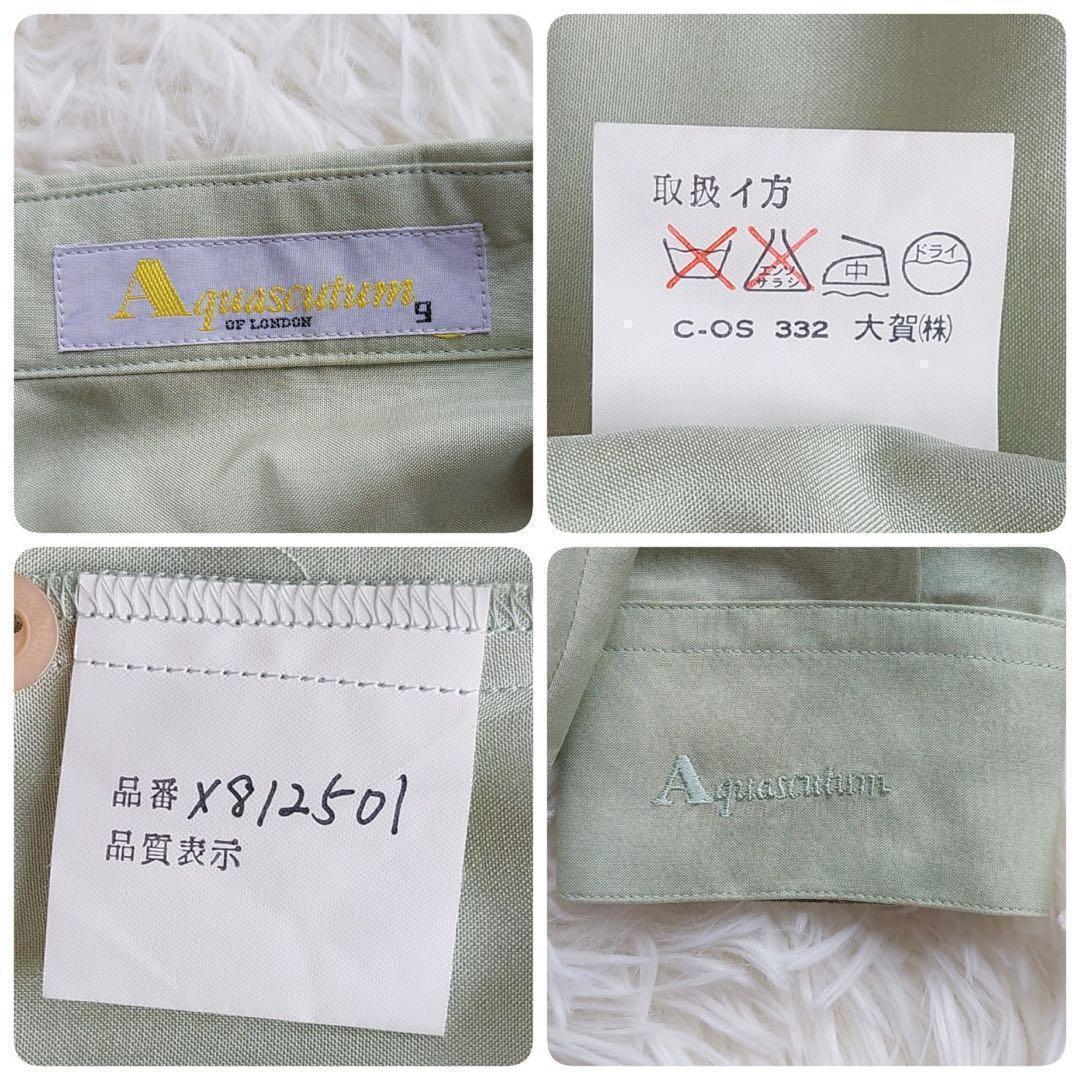 Aquascutum
OF LONDON
9
取扱イ方
エンソ
サラシ
中
ドライ
C-OS 332 大賀(株)
品番 X812501
品質表示
Aquascutum